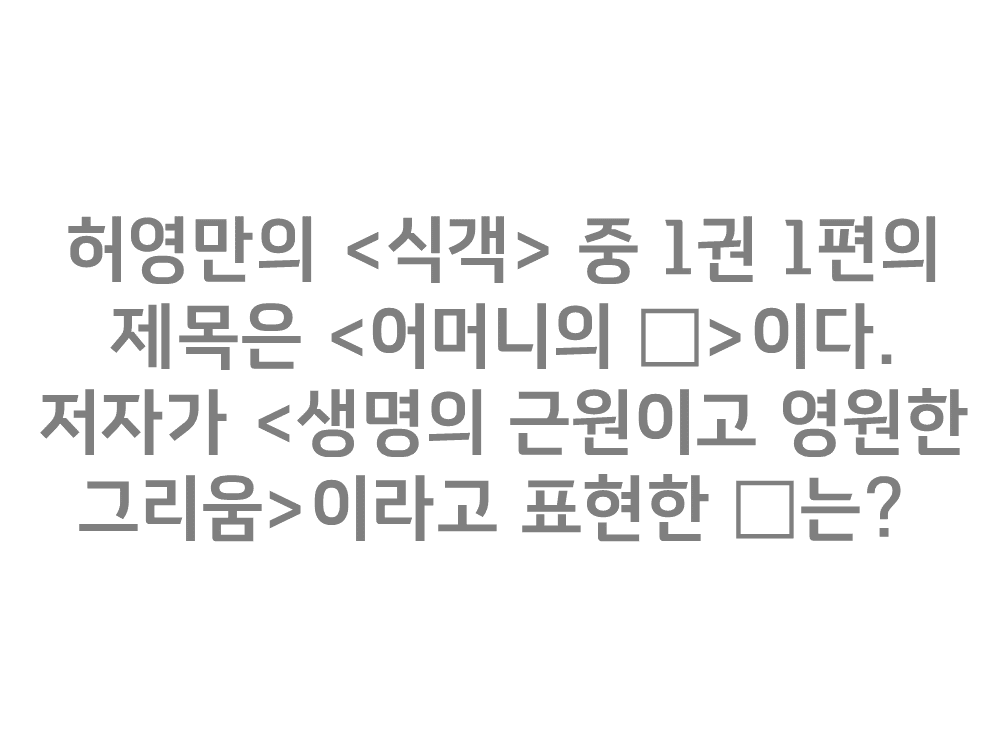 허영만의 <식객> 중 1권 1편의
제목은 <어머니의 □>이다.
저자가 <생명의 근원이고 영원한
그리움>이라고 표현한 □는?